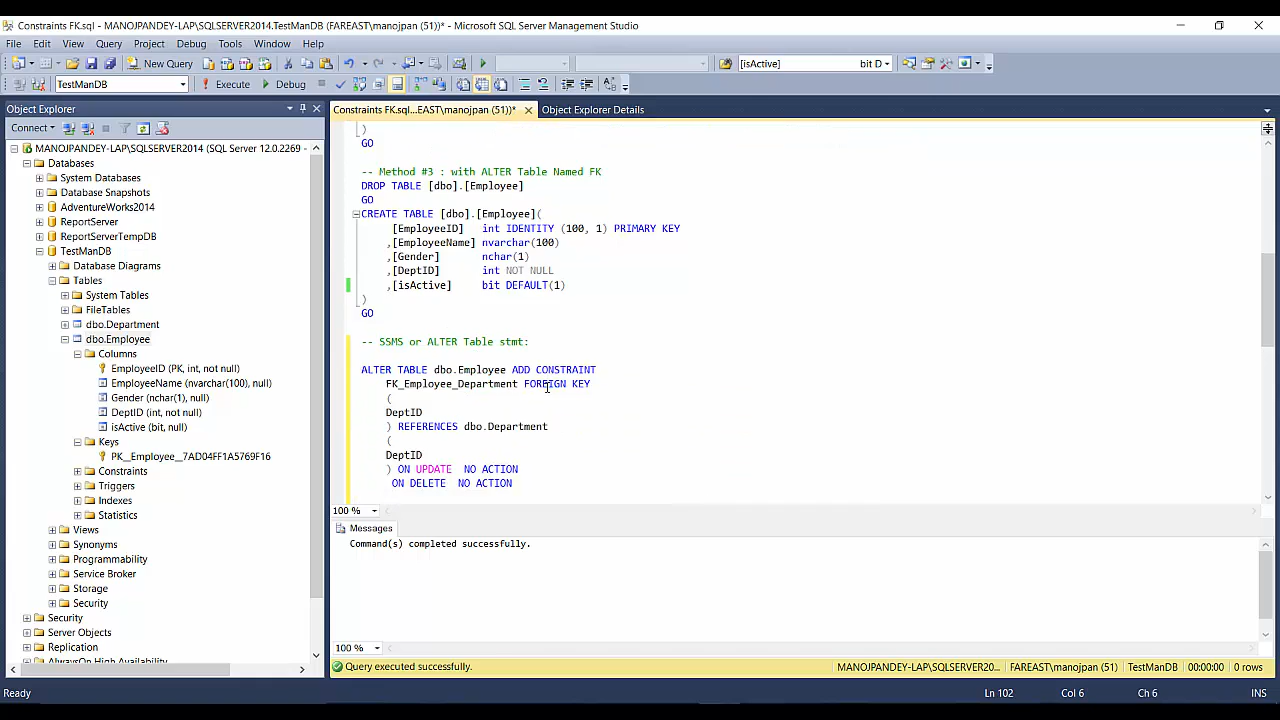 Constraints FK.sql - MANOJPANDEY-LAP\SQLSERVER2014.TestManDB (FAREAST\manojpan (51))* - Microsoft SQL Server Management Studio
File Edit View Query Project Debug Tools Window Help
New Query [isActive] bit D
TestManDB Execute Debug
Object Explorer
Connect
MANOJPANDEY-LAP\SQLSERVER2014 (SQL Server 12.0.2269 -
Databases
System Databases
Database Snapshots
AdventureWorks2014
ReportServer
ReportServerTempDB
TestManDB
Database Diagrams
Tables
System Tables
FileTables
dbo.Department
dbo.Employee
Columns
EmployeeID (PK, int, not null)
EmployeeName (nvarchar(100), null)
Gender (nchar(1), null)
DeptID (int, not null)
isActive (bit, null)
Keys
PK__Employee__7AD04FF1A5769F16
Constraints
Triggers
Indexes
Statistics
Views
Synonyms
Programmability
Service Broker
Storage
Security
Security
Server Objects
Replication
AlwaysOn High Availability
Constraints FK.sql...EAST\manojpan (51))* Object Explorer Details
)
GO
-- Method #3 : with ALTER Table Named FK
DROP TABLE [dbo].[Employee]
GO
CREATE TABLE [dbo].[Employee](
[EmployeeID] int IDENTITY (100, 1) PRIMARY KEY
,[EmployeeName] nvarchar(100)
,[Gender] nchar(1)
,[DeptID] int NOT NULL
,[isActive] bit DEFAULT(1)
)
GO
-- SSMS or ALTER Table stmt:
ALTER TABLE dbo.Employee ADD CONSTRAINT
FK_Employee_Department FOREIGN KEY
(
DeptID
) REFERENCES dbo.Department
(
DeptID
) ON UPDATE NO ACTION
ON DELETE NO ACTION
100 %
Messages
Command(s) completed successfully.
100 %
Query executed successfully. MANOJPANDEY-LAP\SQLSERVER20... FAREAST\manojpan (51) TestManDB 00:00:00 0 rows
Ready Ln 102 Col 6 Ch 6 INS